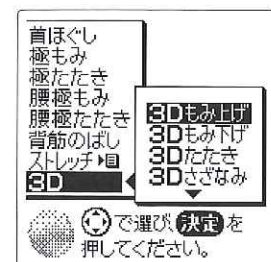 首ほぐし
極もみ
極たたき
腰極もみ
腰極たたき
背筋のばし
ストレッチ
3D
3Dもみ上げ
3Dもみ下げ
3Dたたき
3Dさざなみ
で選び、決定を
押してください。